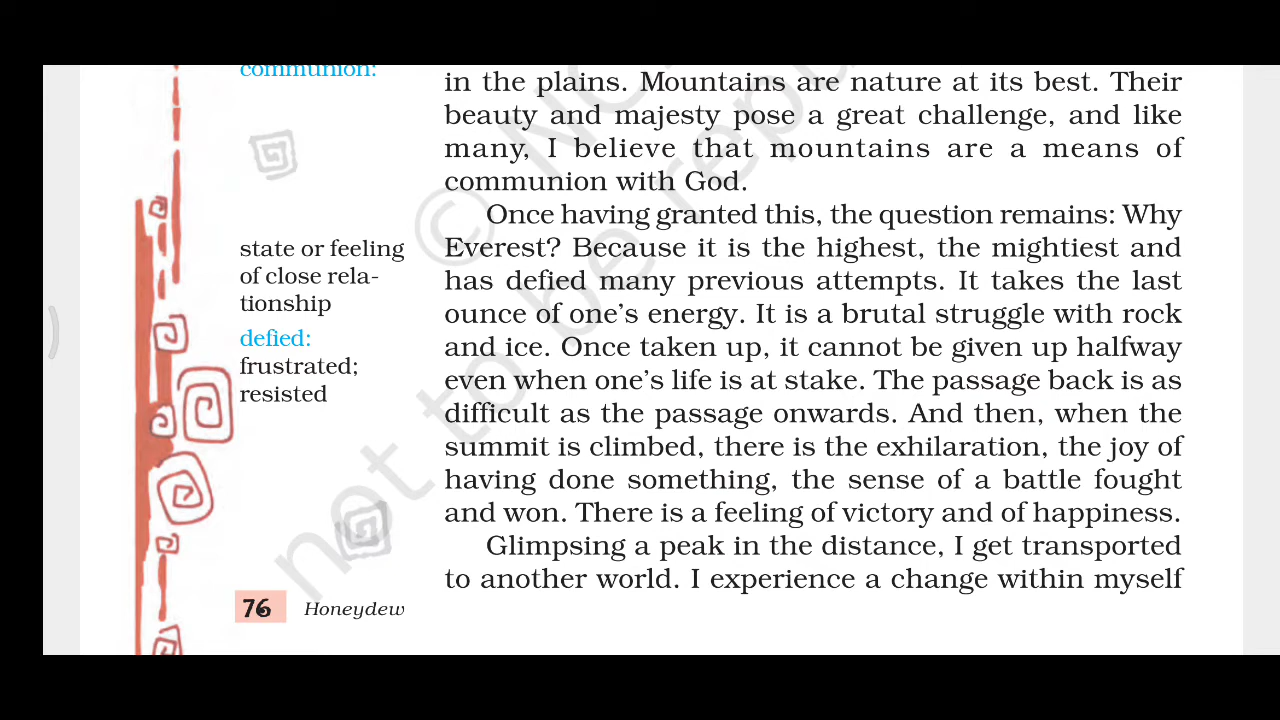 communion:
in the plains. Mountains are nature at its best. Their
beauty and majesty pose a great challenge, and like
many, I believe that mountains are a means of
communion with God.
Once having granted this, the question remains: Why
Everest? Because it is the highest, the mightiest and
has defied many previous attempts. It takes the last
ounce of one's energy. It is a brutal struggle with rock
and ice. Once taken up, it cannot be given up halfway
even when one's life is at stake. The passage back is as
difficult as the passage onwards. And then, when the
summit is climbed, there is the exhilaration, the joy of
having done something, the sense of a battle fought
and won. There is a feeling of victory and of happiness.
Glimpsing a peak in the distance, I get transported
to another world. I experience a change within myself
state or feeling
of close rela-
tionship
defied:
frustrated;
resisted
76 Honeydew
not to be
©